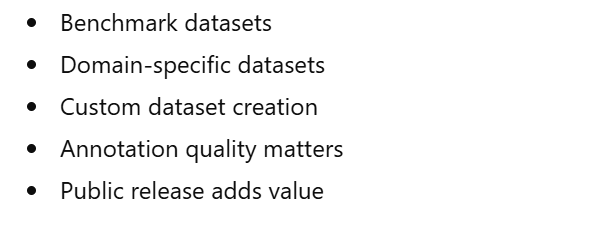 • Benchmark datasets
• Domain-specific datasets
• Custom dataset creation
• Annotation quality matters
• Public release adds value